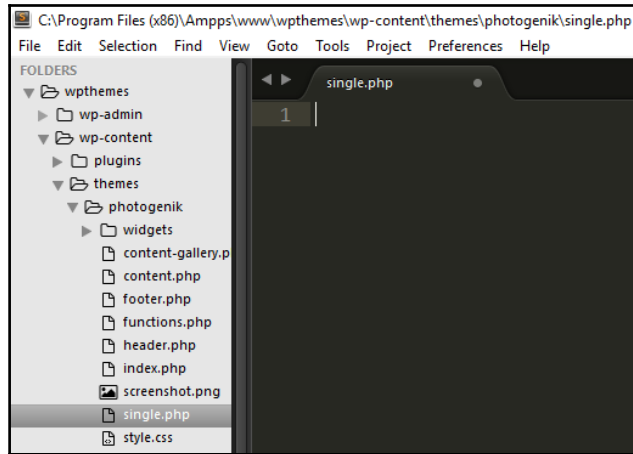 C:\Program Files (x86)\Ampps\www\wpthemes\wp-content\themes\photogenik\single.php
File Edit Selection Find View Goto Tools Project Preferences Help
FOLDERS
wpthemes
wp-admin
wp-content
plugins
themes
photogenik
widgets
content-gallery.p
content.php
footer.php
functions.php
header.php
index.php
screenshot.png
single.php
style.css
single.php
1